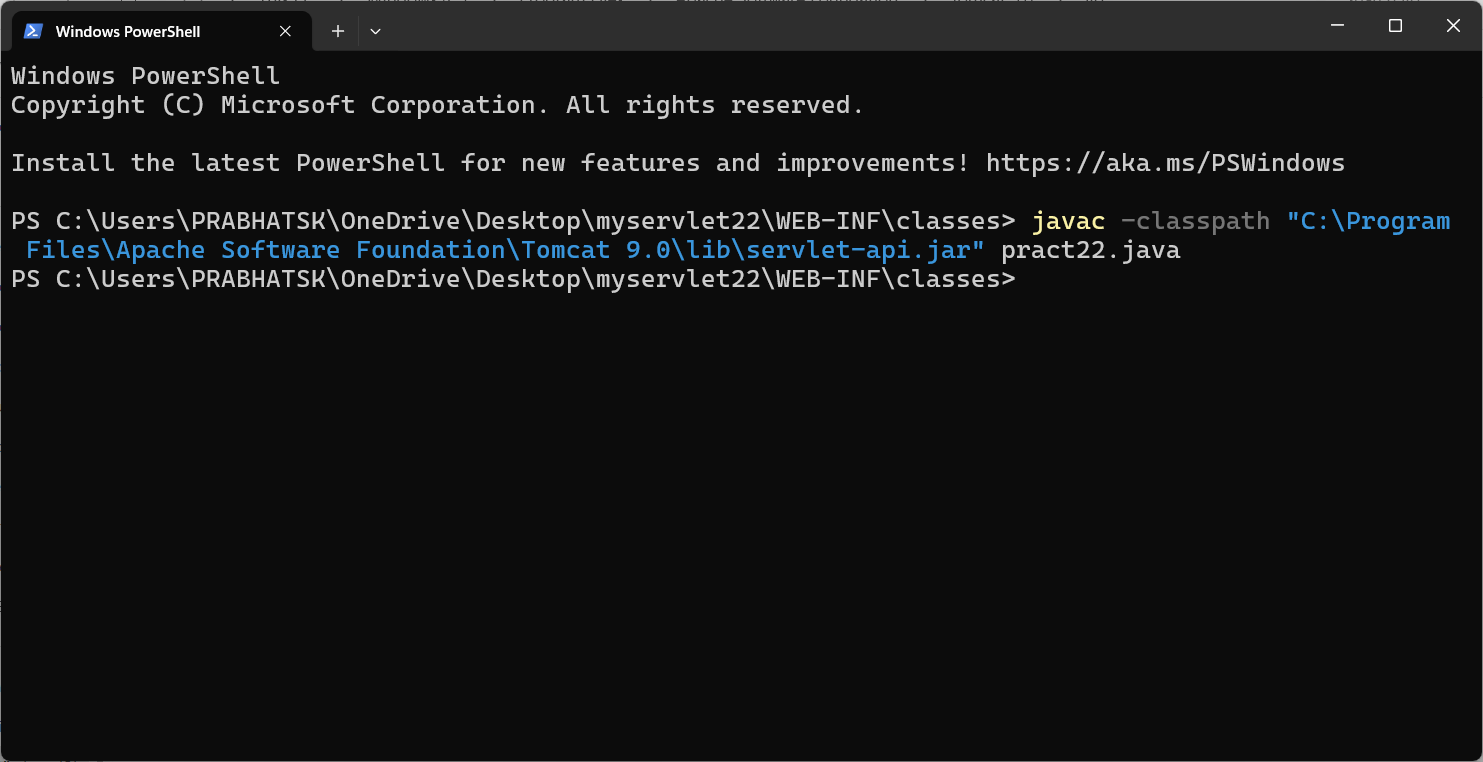 Windows PowerShell
Windows PowerShell
Copyright (C) Microsoft Corporation. All rights reserved.
Install the latest PowerShell for new features and improvements! https://aka.ms/PSWindows
PS C:\Users\PRABHATSK\OneDrive\Desktop\myservlet22\WEB-INF\classes> javac -classpath "C:\Program
Files\Apache Software Foundation\Tomcat 9.0\lib\servlet-api.jar" pract22.java
PS C:\Users\PRABHATSK\OneDrive\Desktop\myservlet22\WEB-INF\classes>